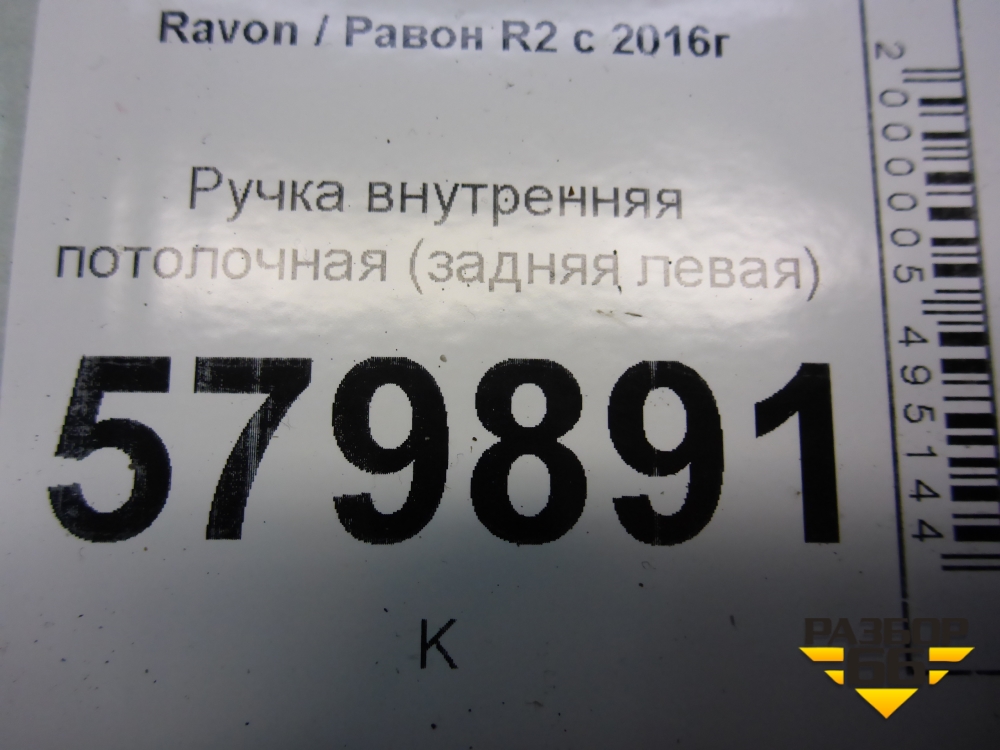 Ravon / Равон R2 с 2016г
Ручка внутренняя
потолочная (задняя левая)
579891
К
2000005495144
РАЗБОР
66